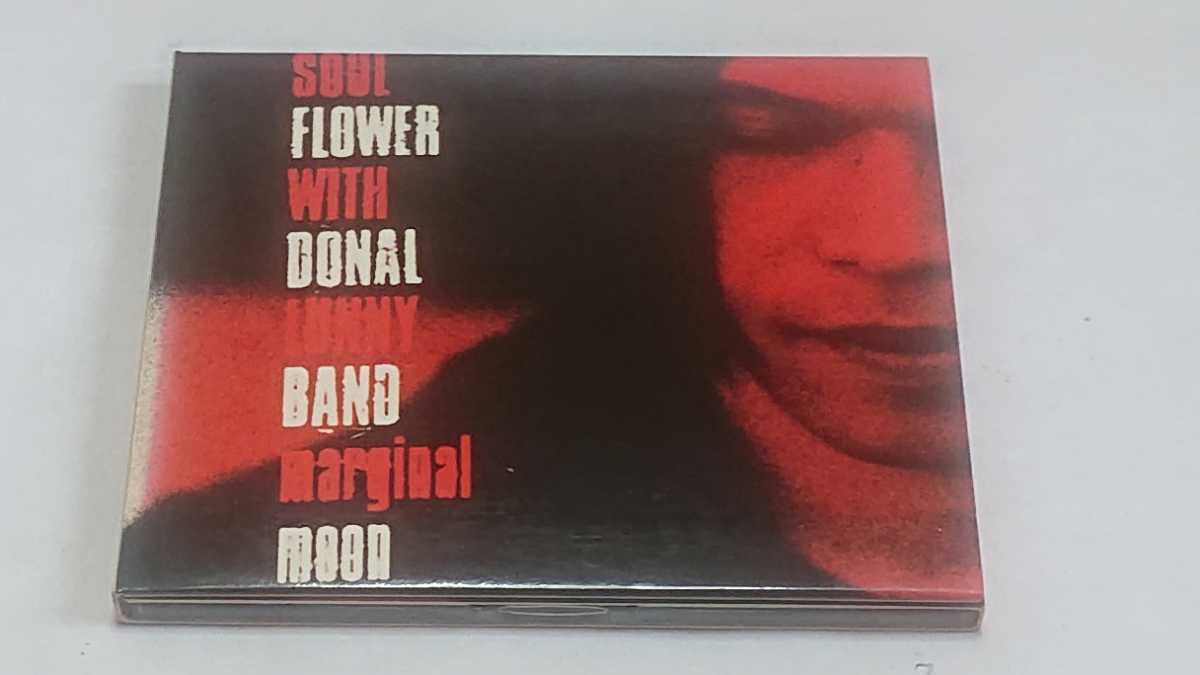 SOUL
FLOWER
WITH
DONAL
LUNNY
BAND
marginal
moon